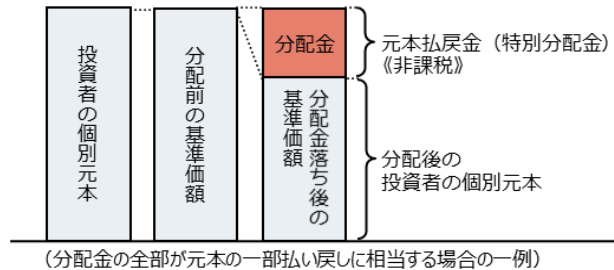 投資者の個別元本
分配前の基準価額
分配金
分配金落ち後の
基準価額
元本払戻金（特別分配金）
《非課税》
分配後の
投資者の個別元本
（分配金の全部が元本の一部払い戻しに相当する場合の一例）